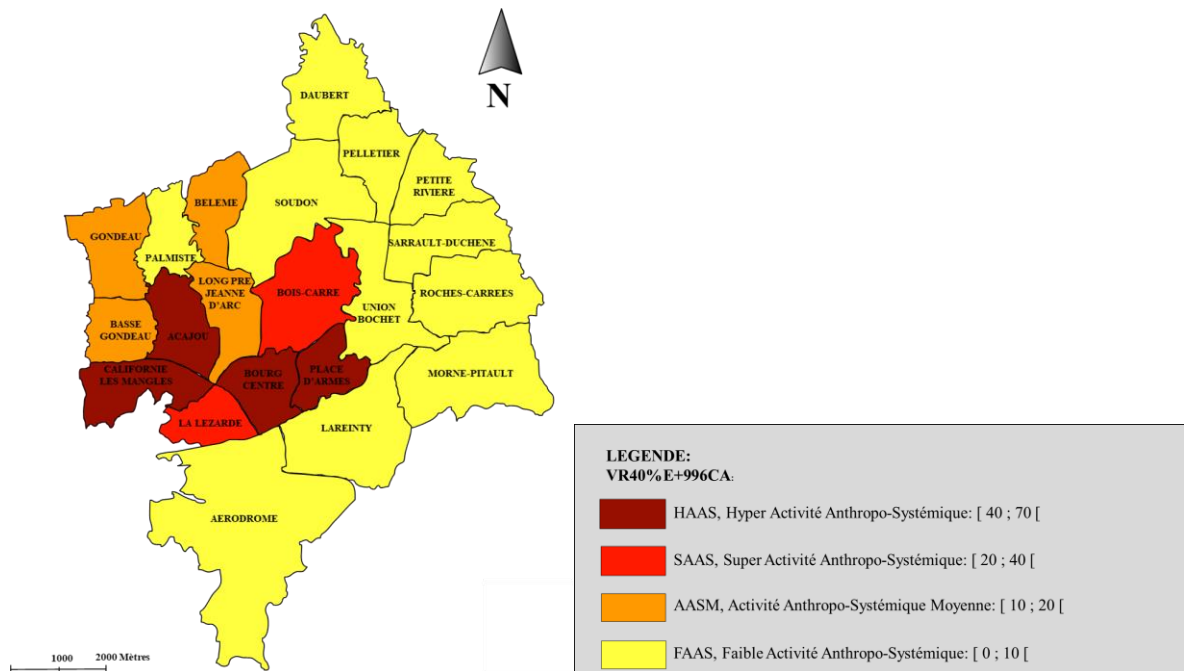 N
DAUBERT
PELLETIER
PETITE
RIVIERE
BELEME
SOUDON
GONDEAU
SARRAULT-DUCHENE
PALMISTE
LONG PRE
JEANNE
D'ARC
BOIS-CARRE
ROCHES-CARREES
UNION
BOCHET
BASSE
GONDEAU
ACAJOU
CALIFORNIE
LES MANGLES
BOURG
CENTRE
PLACE
D'ARMES
MORNE-PITAULT
LA LEZARDE
LAREINTY
AERODROME
1000 2000 Mètres
LEGENDE:
VR40%E+996CA:
HAAS, Hyper Activité Anthropo-Systémique: [ 40 ; 70 [
SAAS, Super Activité Anthropo-Systémique: [ 20 ; 40 [
AASM, Activité Anthropo-Systémique Moyenne: [ 10 ; 20 [
FAAS, Faible Activité Anthropo-Systémique: [ 0 ; 10 [